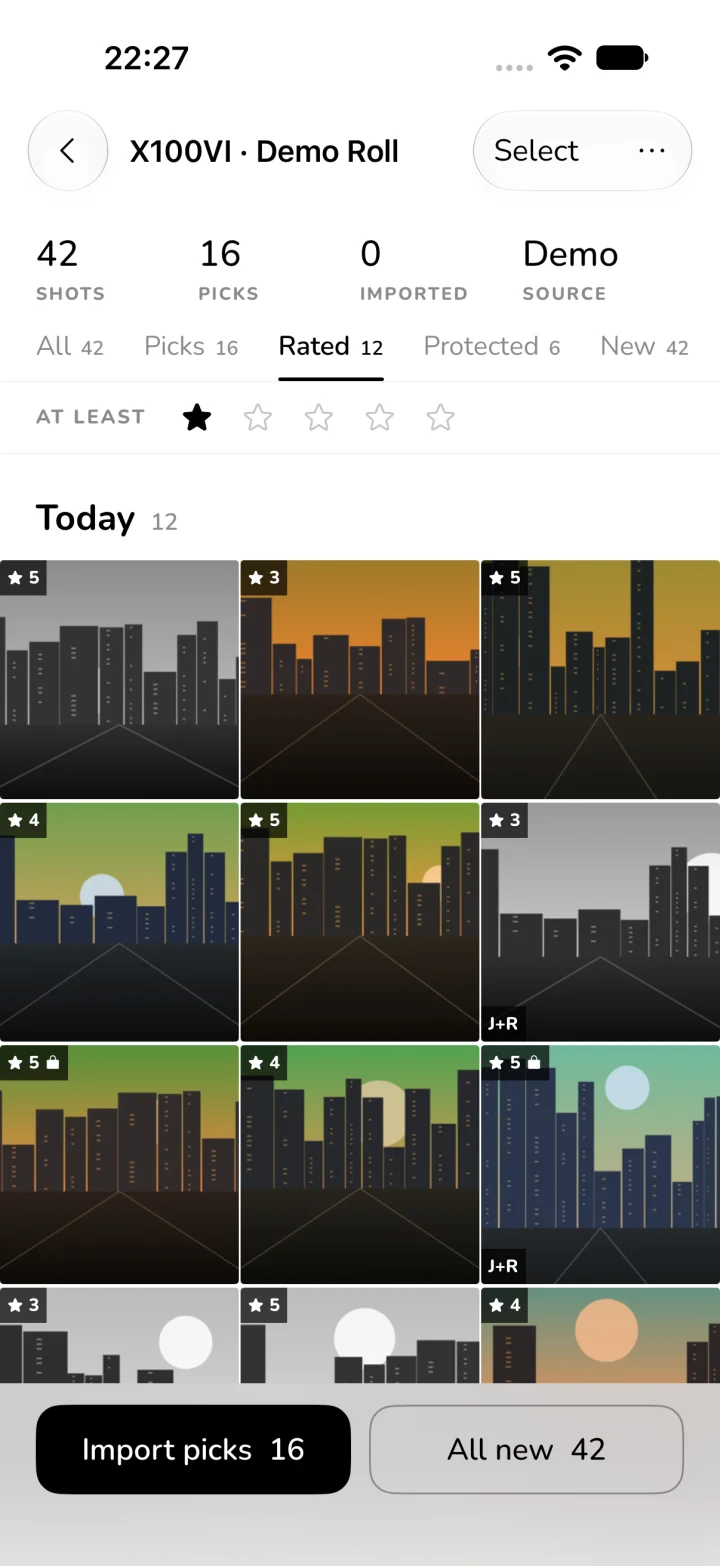 22:27
X100VI · Demo Roll
Select ···
42 16 0 Demo
SHOTS PICKS IMPORTED SOURCE
All 42 Picks 16 Rated 12 Protected 6 New 42
AT LEAST
Today 12
5 3 5
4 5 3
J+R
5 4 5
J+R
3 5 4
Import picks 16 All new 42